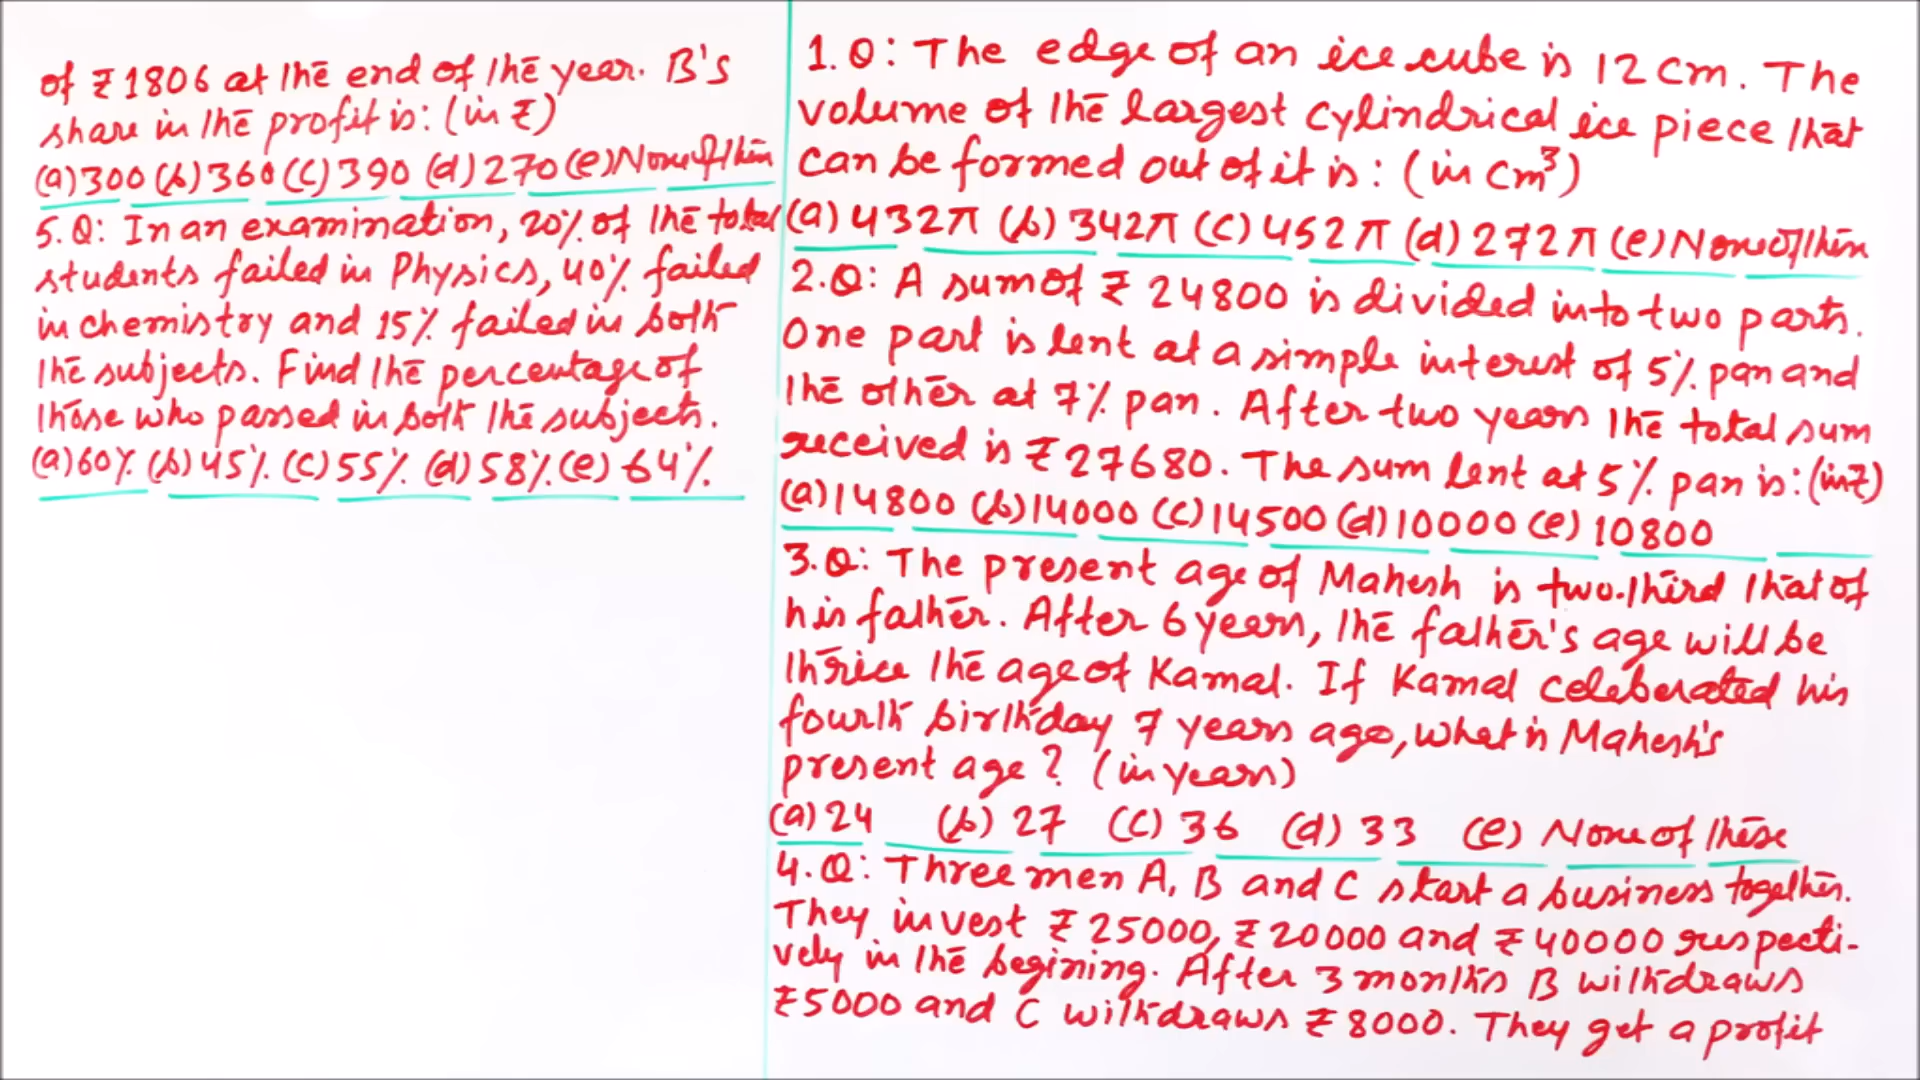 1. Q: The edge of an ice cube is 12 cm. The
volume of the largest cylindrical ice piece that
can be formed out of it is: (in cm³)
(a) 432π (b) 342π (c) 452π (d) 272π (e) None of them
2. Q: A sum of ₹ 24800 is divided into two parts.
One part is lent at a simple interest of 5% pan and
the other at 7% pan. After two years the total sum
received is ₹ 27680. The sum lent at 5% pan is: (in ₹)
(a) 14800 (b) 14000 (c) 14500 (d) 10000 (e) 10800
3. Q: The present age of Mahesh is two.third that of
his father. After 6 years, the father's age will be
thrice the age of Kamal. If Kamal celeberated his
fourth birthday 7 years ago, what is Mahesh's
present age? (in years)
(a) 24 (b) 27 (c) 36 (d) 33 (e) None of these
4. Q: Three men A, B and C start a business together.
They invest ₹ 25000, ₹ 20000 and ₹ 40000 respecti-
vely in the begining. After 3 months B withdraws
₹5000 and C withdraws ₹ 8000. They get a profit
of ₹ 1806 at the end of the year. B's
share in the profit is: (in ₹)
(a) 300 (b) 360 (c) 390 (d) 270 (e) None of them
5. Q: In an examination, 20% of the total
students failed in Physics, 40% failed
in chemistry and 15% failed in both
the subjects. Find the percentage of
those who passed in both the subjects.
(a) 60% (b) 45% (c) 55% (d) 58% (e) 64%